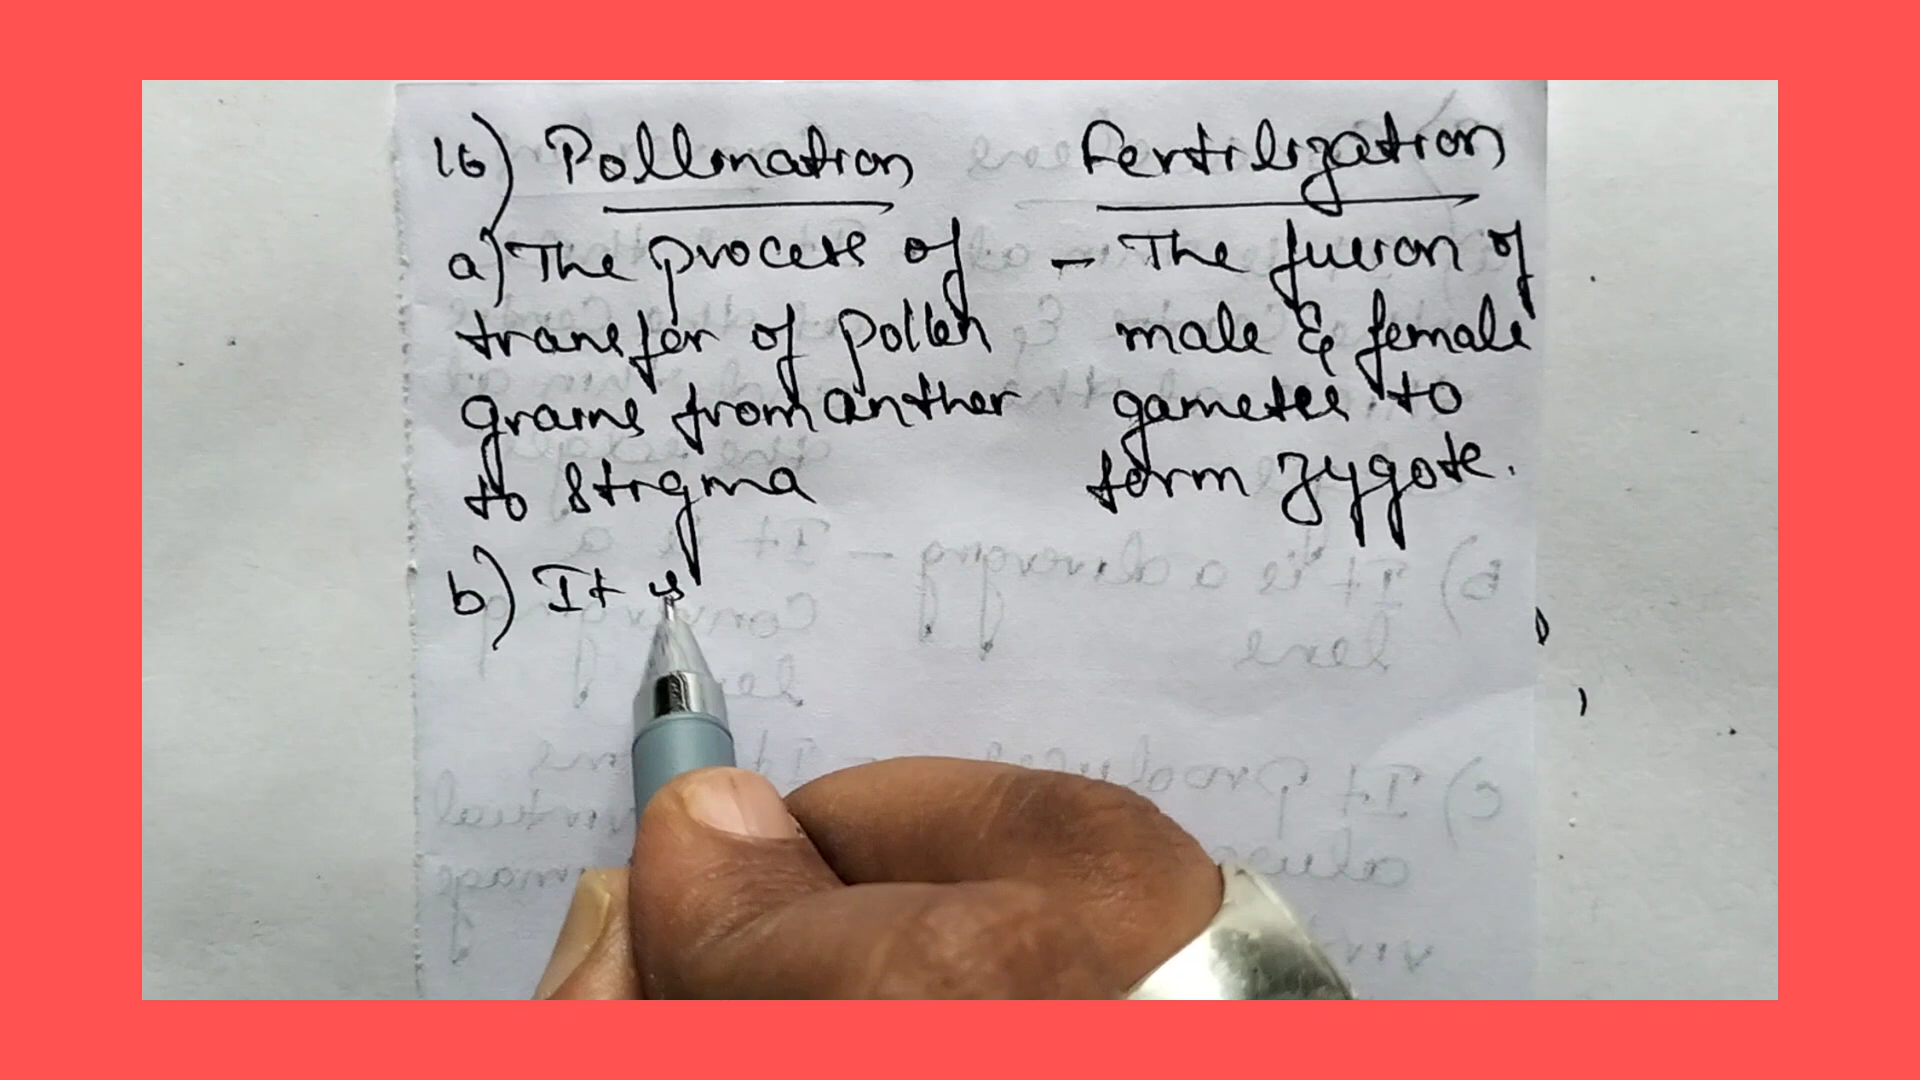 16) Pollination Fertilization
a) The process of - The fusion of
transfer of pollen male & female
grains from anther gametes to
to stigma form zygote.
b) It is